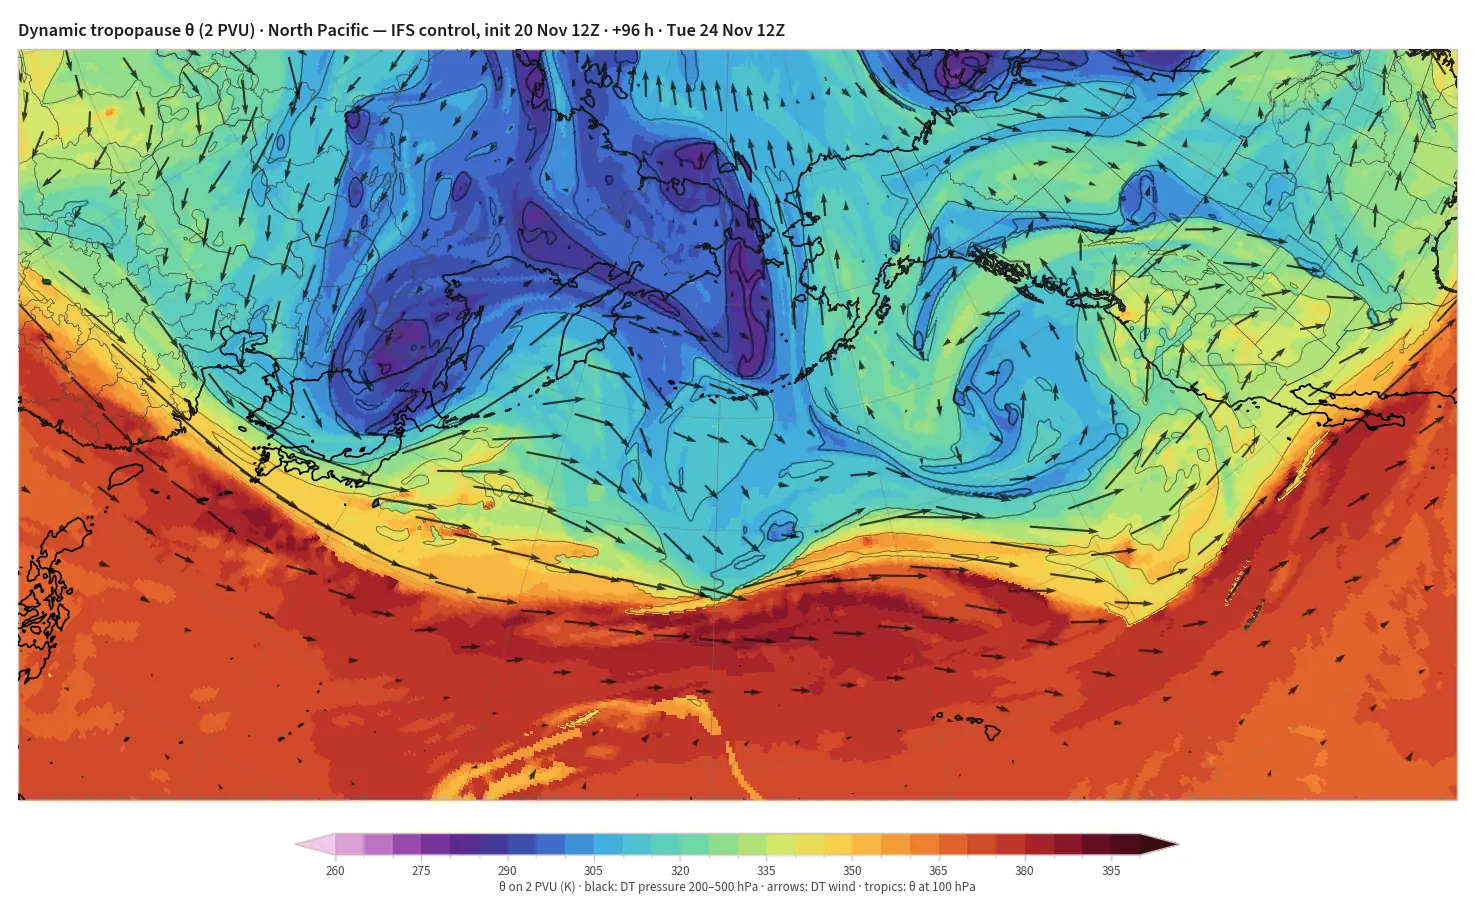 Dynamic tropopause θ (2 PVU) · North Pacific — IFS control, init 20 Nov 12Z · +96 h · Tue 24 Nov 12Z
260 275 290 305 320 335 350 365 380 395
θ on 2 PVU (K) · black: DT pressure 200–500 hPa · arrows: DT wind · tropics: θ at 100 hPa